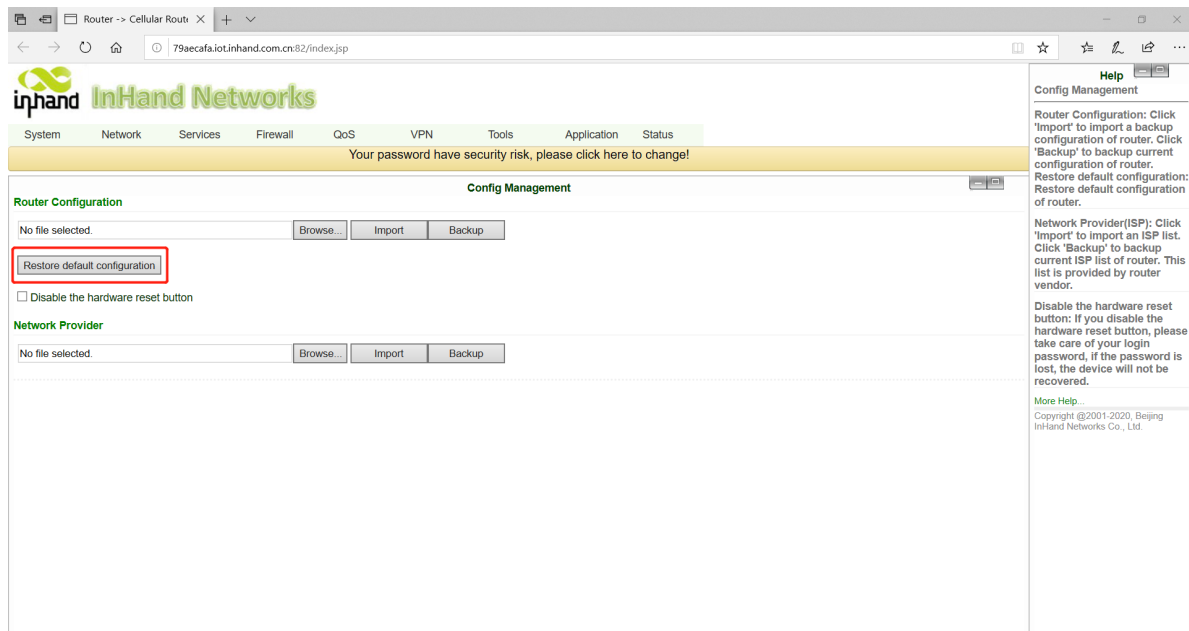 Router -> Cellular Route
79aecafa.iot.inhand.com.cn:82/index.jsp
inhand InHand Networks
System Network Services Firewall QoS VPN Tools Application Status
Your password have security risk, please click here to change!
Config Management
Router Configuration
No file selected. Browse... Import Backup
Restore default configuration
Disable the hardware reset button
Network Provider
No file selected. Browse... Import Backup
Help
Config Management
Router Configuration: Click
'Import' to import a backup
configuration of router. Click
'Backup' to backup current
configuration of router.
Restore default configuration:
Restore default configuration
of router.
Network Provider(ISP): Click
'Import' to import an ISP list.
Click 'Backup' to backup
current ISP list of router. This
list is provided by router
vendor.
Disable the hardware reset
button: If you disable the
hardware reset button, please
take care of your login
password, if the password is
lost, the device will not be
recovered.
More Help...
Copyright @2001-2020, Beijing
InHand Networks Co., Ltd.